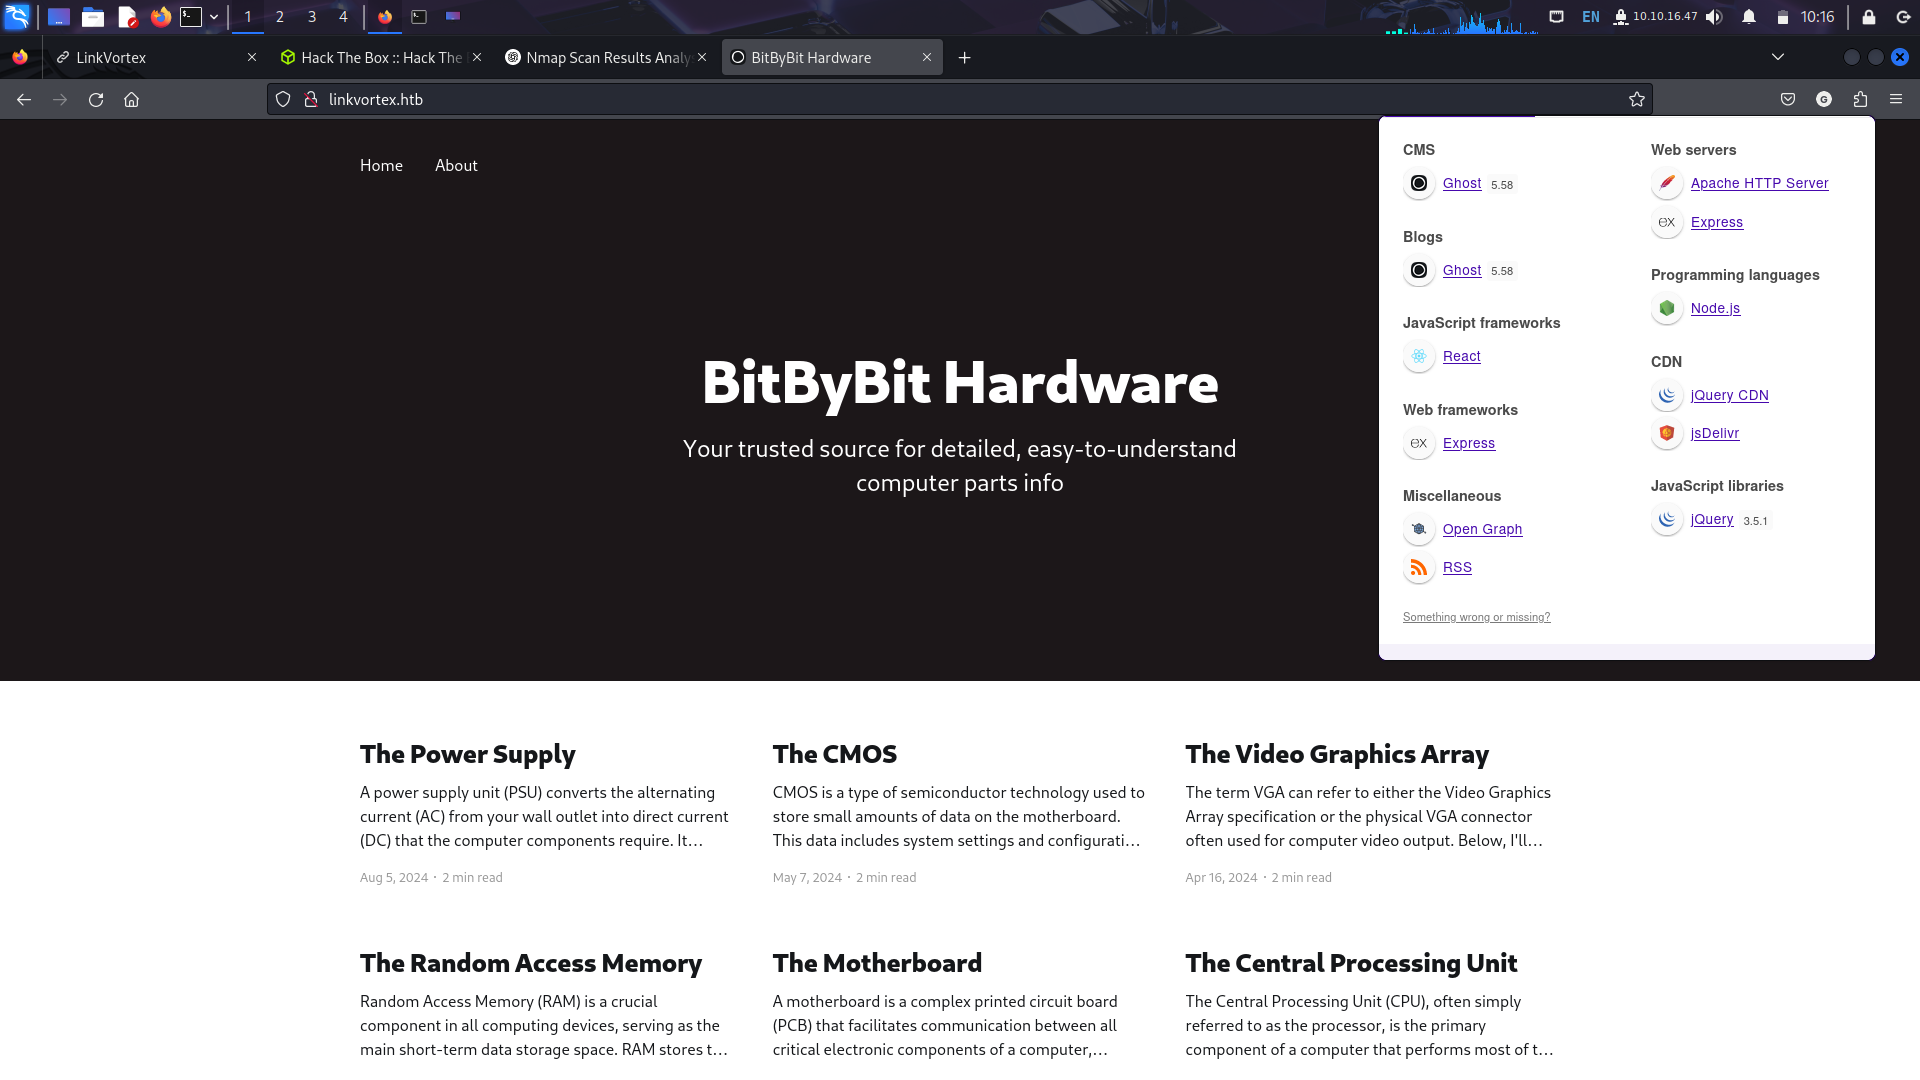 1 2 3 4
EN 10.10.16.47 10:16
LinkVortex
Hack The Box :: Hack The
Nmap Scan Results Analy
BitByBit Hardware
linkvortex.htb
Home About
BitByBit Hardware
Your trusted source for detailed, easy-to-understand
computer parts info
CMS
Ghost 5.58
Blogs
Ghost 5.58
JavaScript frameworks
React
Web frameworks
ex Express
Miscellaneous
Open Graph
RSS
Something wrong or missing?
Web servers
Apache HTTP Server
ex Express
Programming languages
Node.js
CDN
jQuery CDN
jsDelivr
JavaScript libraries
jQuery 3.5.1
The Power Supply
A power supply unit (PSU) converts the alternating
current (AC) from your wall outlet into direct current
(DC) that the computer components require. It…
Aug 5, 2024 • 2 min read
The CMOS
CMOS is a type of semiconductor technology used to
store small amounts of data on the motherboard.
This data includes system settings and configurati…
May 7, 2024 • 2 min read
The Video Graphics Array
The term VGA can refer to either the Video Graphics
Array specification or the physical VGA connector
often used for computer video output. Below, I'll…
Apr 16, 2024 • 2 min read
The Random Access Memory
Random Access Memory (RAM) is a crucial
component in all computing devices, serving as the
main short-term data storage space. RAM stores t…
The Motherboard
A motherboard is a complex printed circuit board
(PCB) that facilitates communication between all
critical electronic components of a computer,…
The Central Processing Unit
The Central Processing Unit (CPU), often simply
referred to as the processor, is the primary
component of a computer that performs most of t…